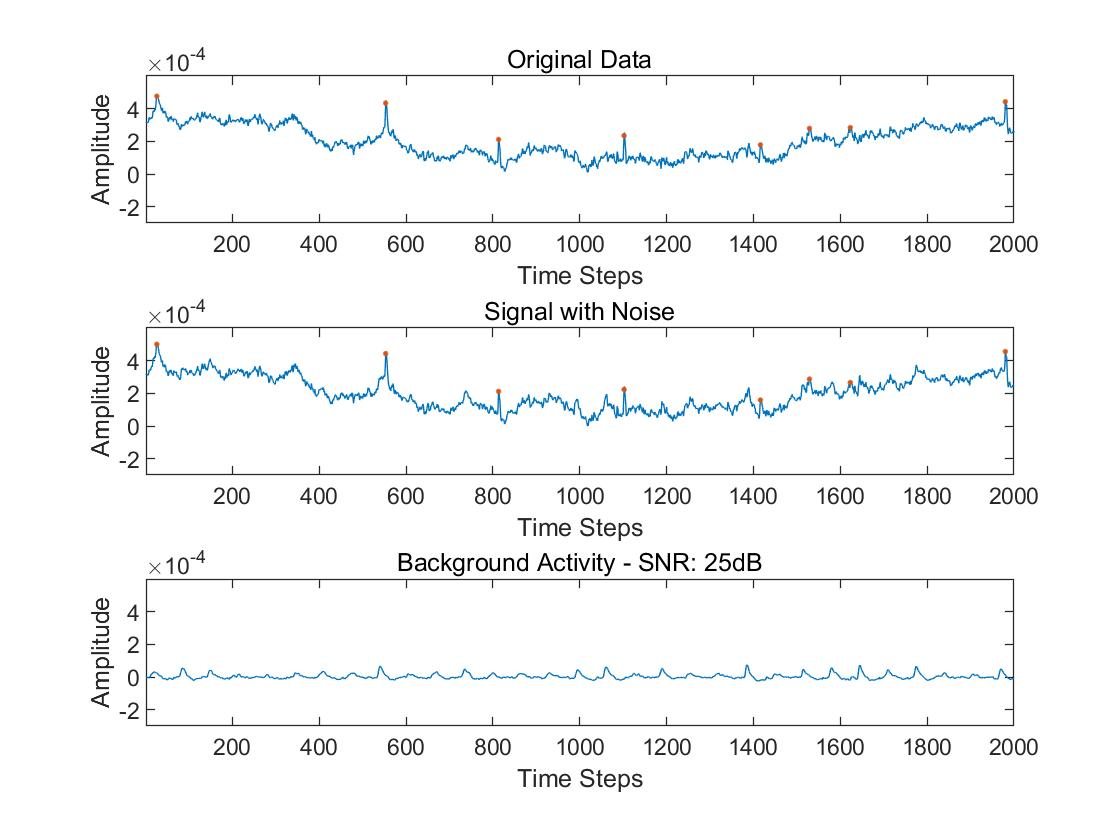 Original Data
×10^-4
Amplitude
4
2
0
-2
200 400 600 800 1000 1200 1400 1600 1800 2000
Time Steps
Signal with Noise
×10^-4
Amplitude
4
2
0
-2
200 400 600 800 1000 1200 1400 1600 1800 2000
Time Steps
Background Activity - SNR: 25dB
×10^-4
Amplitude
4
2
0
-2
200 400 600 800 1000 1200 1400 1600 1800 2000
Time Steps